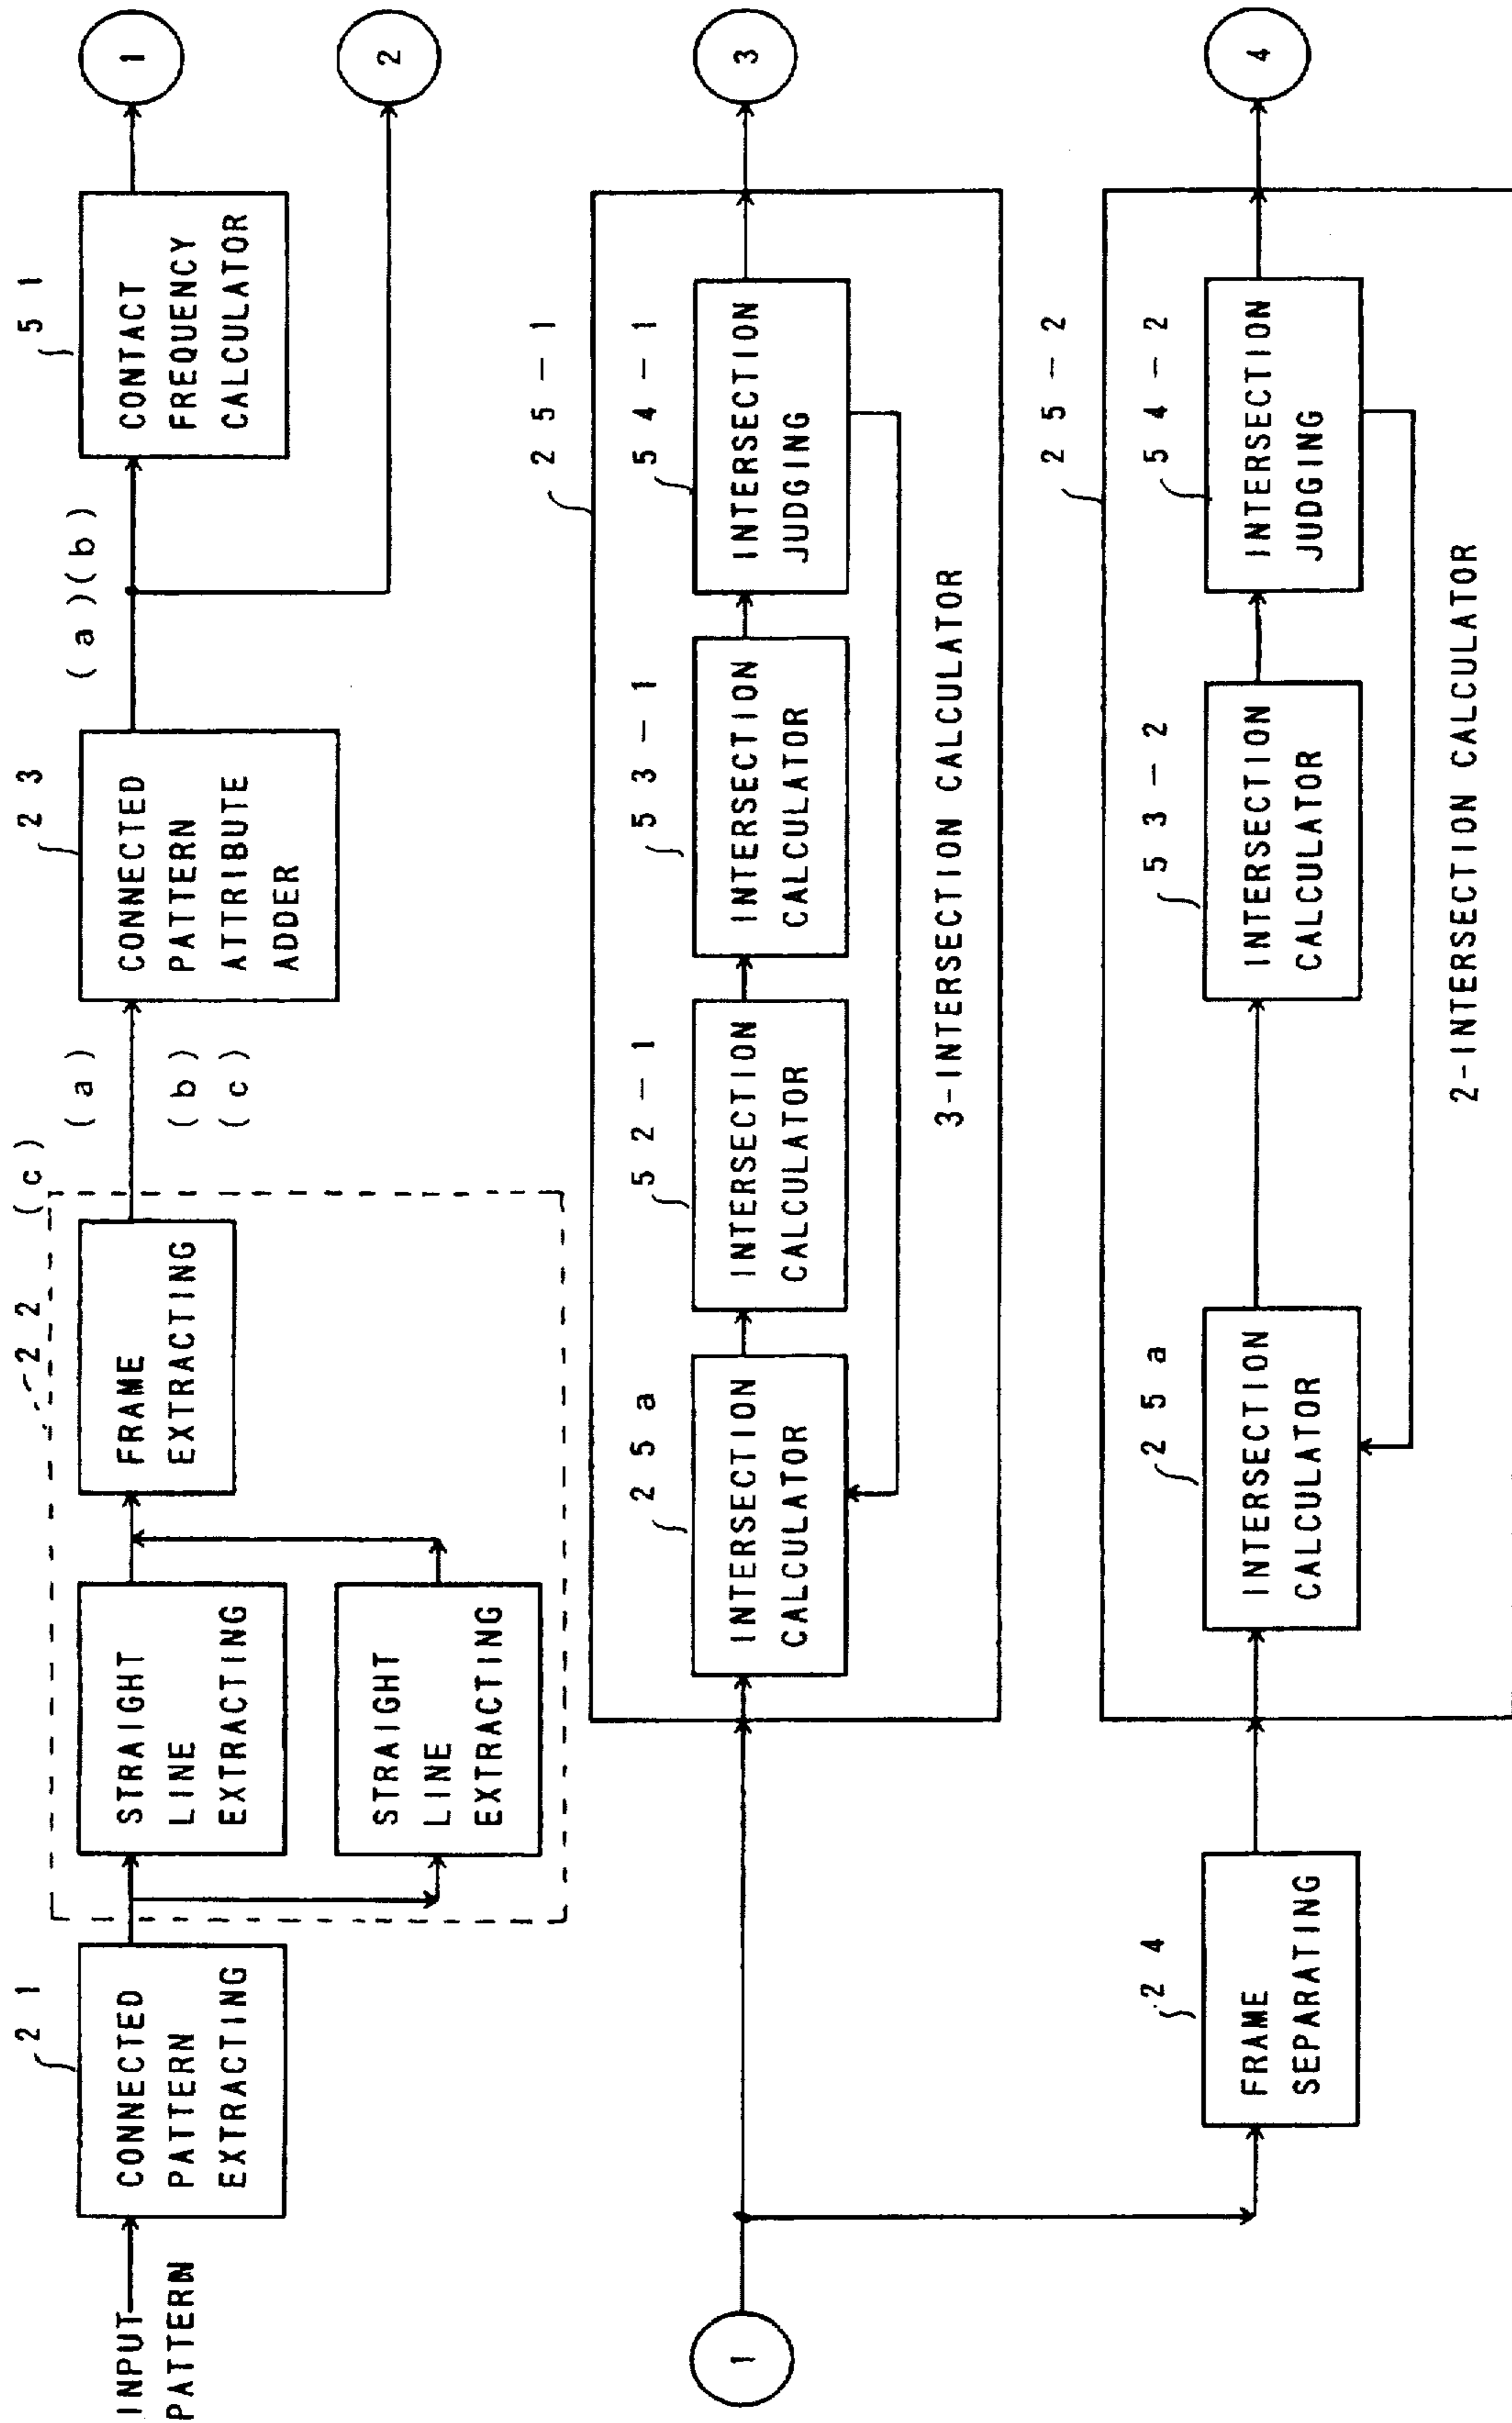 INPUT
PATTERN
21
CONNECTED
PATTERN
EXTRACTING
22
STRAIGHT
LINE
EXTRACTING
STRAIGHT
LINE
EXTRACTING
FRAME
EXTRACTING
(c)
(a)
(b)
(c)
23
CONNECTED
PATTERN
ATTRIBUTE
ADDER
(a)(b)
51
CONTACT
FREQUENCY
CALCULATOR
1
2
1
25-1
25a
INTERSECTION
CALCULATOR
52-1
INTERSECTION
CALCULATOR
53-1
INTERSECTION
CALCULATOR
54-1
INTERSECTION
JUDGING
3-INTERSECTION CALCULATOR
3
24
FRAME
SEPARATING
25-2
25a
INTERSECTION
CALCULATOR
53-2
INTERSECTION
CALCULATOR
54-2
INTERSECTION
JUDGING
2-INTERSECTION CALCULATOR
4